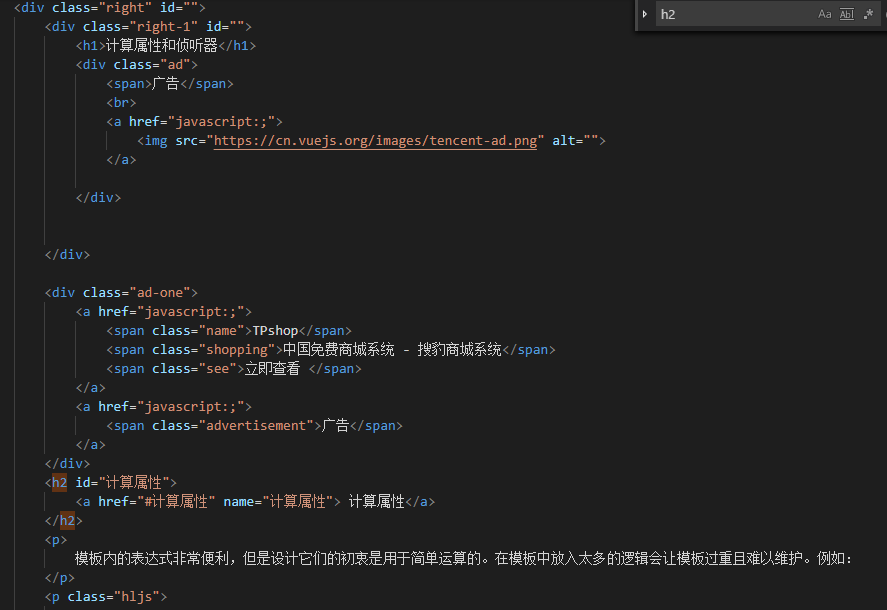 <div class="right" id="">
<div class="right-1" id="">
<h1>计算属性和侦听器</h1>
<div class="ad">
<span>广告</span>
<br>
<a href="javascript:;">
<img src="https://cn.vuejs.org/images/tencent-ad.png" alt="">
</a>
</div>
</div>
<div class="ad-one">
<a href="javascript:;">
<span class="name">TPshop</span>
<span class="shopping">中国免费商城系统 - 搜豹商城系统</span>
<span class="see">立即查看 </span>
</a>
<a href="javascript:;">
<span class="advertisement">广告</span>
</a>
</div>
<h2 id="计算属性">
<a href="#计算属性" name="计算属性"> 计算属性</a>
</h2>
<p>
模板内的表达式非常便利，但是设计它们的初衷是用于简单运算的。在模板中放入太多的逻辑会让模板过重且难以维护。例如：
</p>
<p class="hljs">
h2 Aa Abl .*